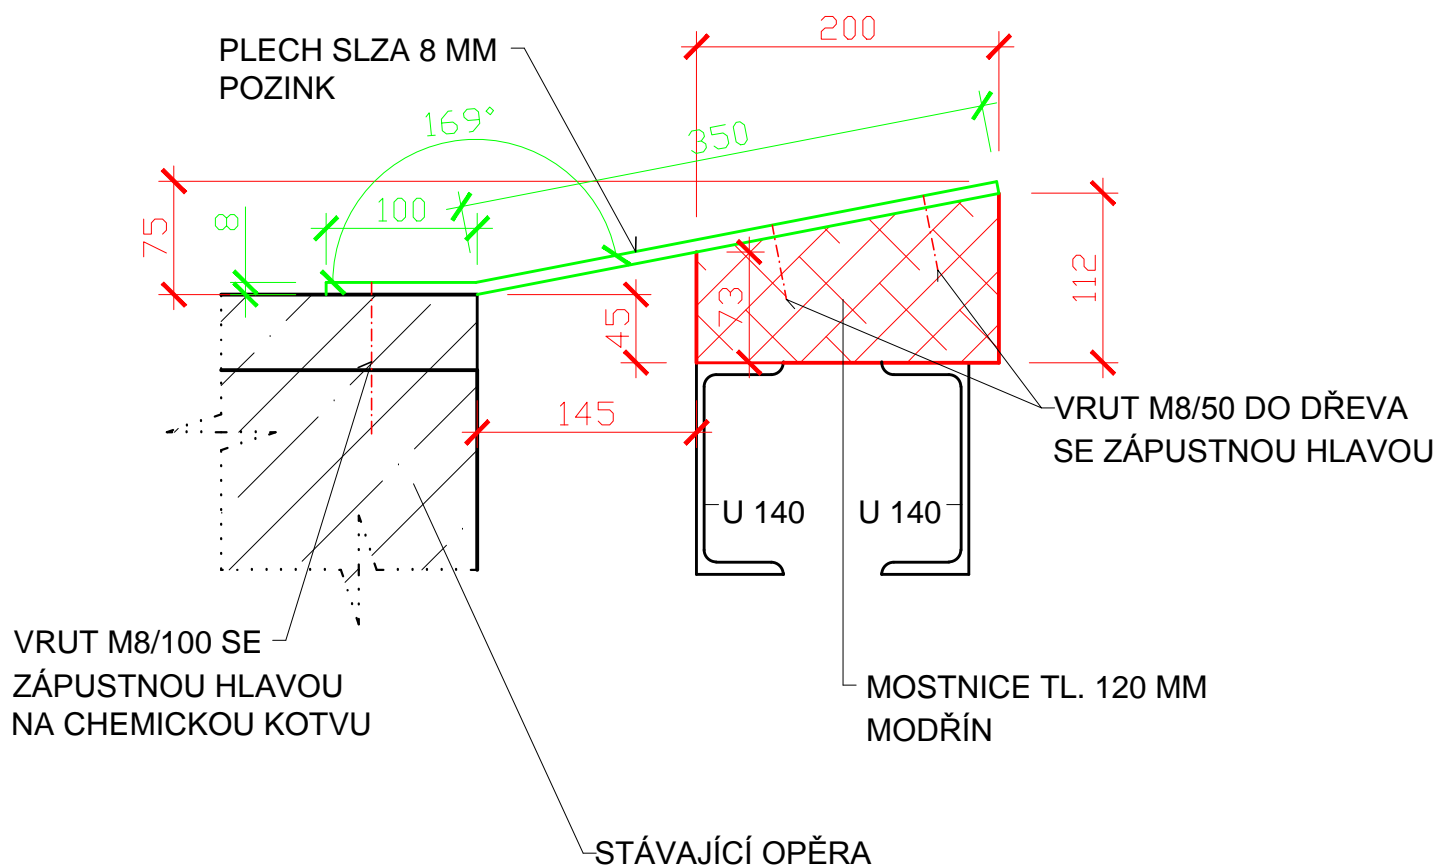 200
PLECH SLZA 8 MM
POZINK
169°
350
100
8
75
112
73
45
145
VRUT M8/50 DO DŘEVA
SE ZÁPUSTNOU HLAVOU
U 140
U 140
VRUT M8/100 SE
ZÁPUSTNOU HLAVOU
NA CHEMICKOU KOTVU
MOSTNICE TL. 120 MM
MODŘÍN
STÁVAJÍCÍ OPĚRA